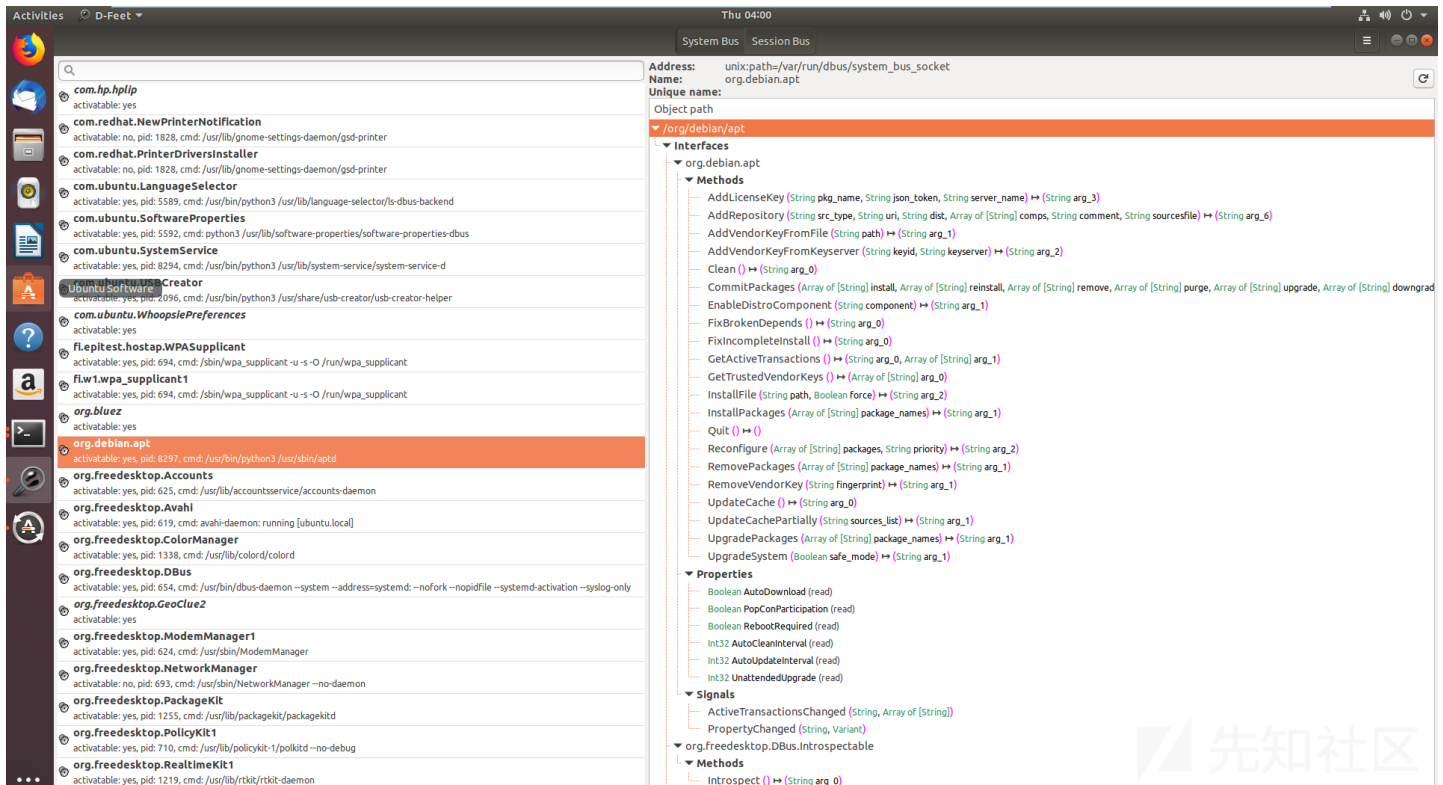 Activities D-Feet
Thu 04:00
System Bus Session Bus
com.hp.hplip
activatable: yes
com.redhat.NewPrinterNotification
activatable: no, pid: 1828, cmd: /usr/lib/gnome-settings-daemon/gsd-printer
com.redhat.PrinterDriversInstaller
activatable: no, pid: 1828, cmd: /usr/lib/gnome-settings-daemon/gsd-printer
com.ubuntu.LanguageSelector
activatable: yes, pid: 5589, cmd: /usr/bin/python3 /usr/lib/language-selector/ls-dbus-backend
com.ubuntu.SoftwareProperties
activatable: yes, pid: 5592, cmd: python3 /usr/lib/software-properties/software-properties-dbus
com.ubuntu.SystemService
activatable: yes, pid: 8294, cmd: /usr/bin/python3 /usr/lib/system-service/system-service-d
com.ubuntu.USBCreator
Ubuntu Software
pid: 2096, cmd: /usr/bin/python3 /usr/share/usb-creator/usb-creator-helper
com.ubuntu.WhoopsiePreferences
activatable: yes
fi.epitest.hostap.WPASupplicant
activatable: yes, pid: 694, cmd: /sbin/wpa_supplicant -u -s -O /run/wpa_supplicant
fi.w1.wpa_supplicant1
activatable: yes, pid: 694, cmd: /sbin/wpa_supplicant -u -s -O /run/wpa_supplicant
org.bluez
activatable: yes
org.debian.apt
activatable: yes, pid: 8297, cmd: /usr/bin/python3 /usr/sbin/aptd
org.freedesktop.Accounts
activatable: yes, pid: 625, cmd: /usr/lib/accountsservice/accounts-daemon
org.freedesktop.Avahi
activatable: yes, pid: 619, cmd: avahi-daemon: running [ubuntu.local]
org.freedesktop.ColorManager
activatable: yes, pid: 1338, cmd: /usr/lib/colord/colord
org.freedesktop.DBus
activatable: yes, pid: 654, cmd: /usr/bin/dbus-daemon --system --address=systemd: --nofork --nopidfile --systemd-activation --syslog-only
org.freedesktop.GeoClue2
activatable: yes
org.freedesktop.ModemManager1
activatable: yes, pid: 624, cmd: /usr/sbin/ModemManager
org.freedesktop.NetworkManager
activatable: no, pid: 693, cmd: /usr/sbin/NetworkManager --no-daemon
org.freedesktop.PackageKit
activatable: yes, pid: 1255, cmd: /usr/lib/packagekit/packagekitd
org.freedesktop.PolicyKit1
activatable: yes, pid: 710, cmd: /usr/lib/policykit-1/polkitd --no-debug
org.freedesktop.RealtimeKit1
activatable: yes, pid: 1219, cmd: /usr/lib/rtkit/rtkit-daemon
Address: unix:path=/var/run/dbus/system_bus_socket
Name: org.debian.apt
Unique name:
Object path
/org/debian/apt
Interfaces
org.debian.apt
Methods
AddLicenseKey (String pkg_name, String json_token, String server_name) ↦ (String arg_3)
AddRepository (String src_type, String uri, String dist, Array of [String] comps, String comment, String sourcesfile) ↦ (String arg_6)
AddVendorKeyFromFile (String path) ↦ (String arg_1)
AddVendorKeyFromKeyserver (String keyid, String keyserver) ↦ (String arg_2)
Clean () ↦ (String arg_0)
CommitPackages (Array of [String] install, Array of [String] reinstall, Array of [String] remove, Array of [String] purge, Array of [String] upgrade, Array of [String] downgrad
EnableDistroComponent (String component) ↦ (String arg_1)
FixBrokenDepends () ↦ (String arg_0)
FixIncompleteInstall () ↦ (String arg_0)
GetActiveTransactions () ↦ (String arg_0, Array of [String] arg_1)
GetTrustedVendorKeys () ↦ (Array of [String] arg_0)
InstallFile (String path, Boolean force) ↦ (String arg_2)
InstallPackages (Array of [String] package_names) ↦ (String arg_1)
Quit () ↦ ()
Reconfigure (Array of [String] packages, String priority) ↦ (String arg_2)
RemovePackages (Array of [String] package_names) ↦ (String arg_1)
RemoveVendorKey (String fingerprint) ↦ (String arg_1)
UpdateCache () ↦ (String arg_0)
UpdateCachePartially (String sources_list) ↦ (String arg_1)
UpgradePackages (Array of [String] package_names) ↦ (String arg_1)
UpgradeSystem (Boolean safe_mode) ↦ (String arg_1)
Properties
Boolean AutoDownload (read)
Boolean PopConParticipation (read)
Boolean RebootRequired (read)
Int32 AutoCleanInterval (read)
Int32 AutoUpdateInterval (read)
Int32 UnattendedUpgrade (read)
Signals
ActiveTransactionsChanged (String, Array of [String])
PropertyChanged (String, Variant)
org.freedesktop.DBus.Introspectable
Methods
Introspect () ↦ (String arg_0)
先知社区